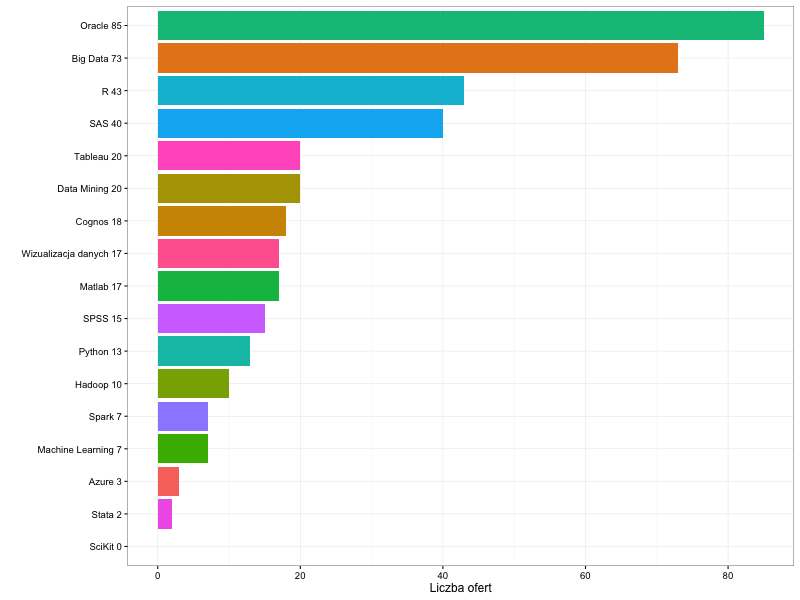 Oracle 85
Big Data 73
R 43
SAS 40
Tableau 20
Data Mining 20
Cognos 18
Wizualizacja danych 17
Matlab 17
SPSS 15
Python 13
Hadoop 10
Spark 7
Machine Learning 7
Azure 3
Stata 2
SciKit 0
0 20 40 60 80
Liczba ofert